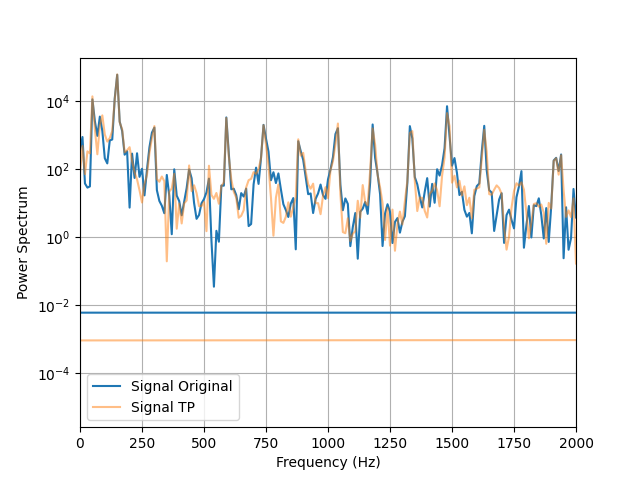 Power Spectrum
10⁴
10²
10⁰
10⁻²
10⁻⁴
Signal Original
Signal TP
0 250 500 750 1000 1250 1500 1750 2000
Frequency (Hz)